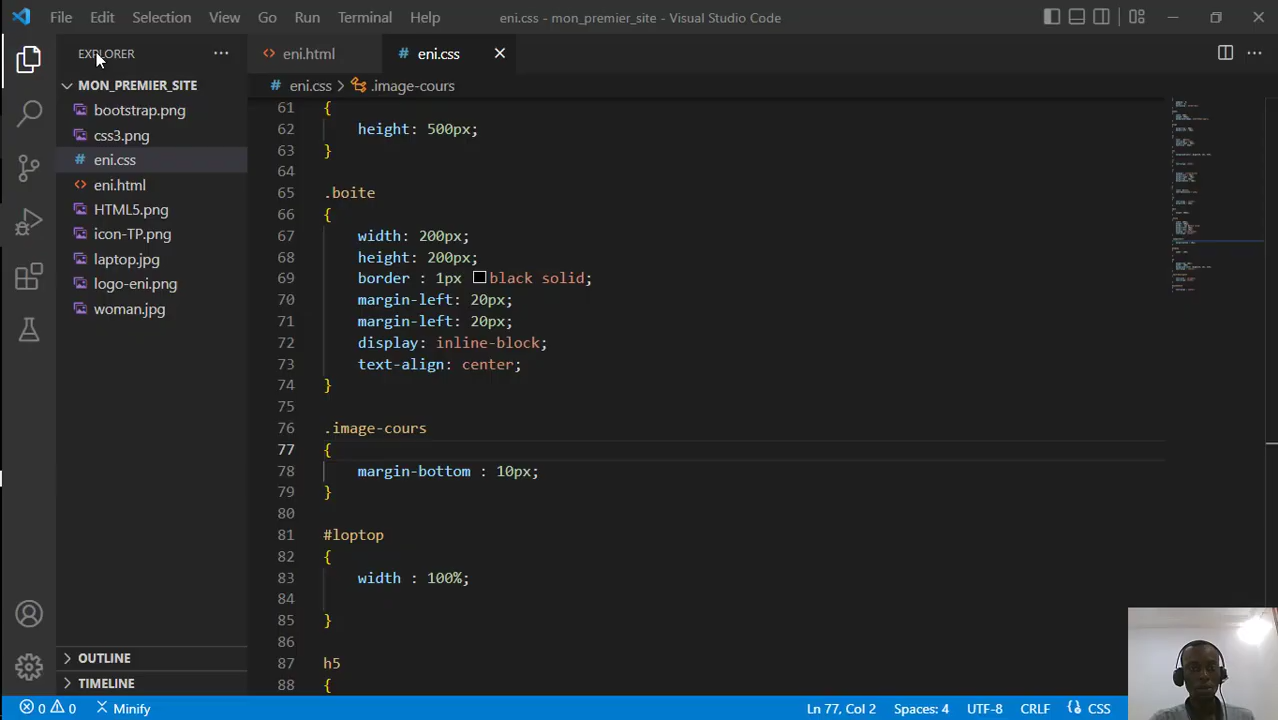 File Edit Selection View Go Run Terminal Help eni.css - mon_premier_site - Visual Studio Code
EXPLORER
MON_PREMIER_SITE
bootstrap.png
css3.png
eni.css
eni.html
HTML5.png
icon-TP.png
laptop.jpg
logo-eni.png
woman.jpg
OUTLINE
TIMELINE
eni.html eni.css
eni.css > .image-cours
61 {
62 height: 500px;
63 }
64
65 .boite
66 {
67 width: 200px;
68 height: 200px;
69 border : 1px black solid;
70 margin-left: 20px;
71 margin-left: 20px;
72 display: inline-block;
73 text-align: center;
74 }
75
76 .image-cours
77 {
78 margin-bottom : 10px;
79 }
80
81 #loptop
82 {
83 width : 100%;
84
85 }
86
87 h5
88 {
0 0 Minify Ln 77, Col 2 Spaces: 4 UTF-8 CRLF CSS